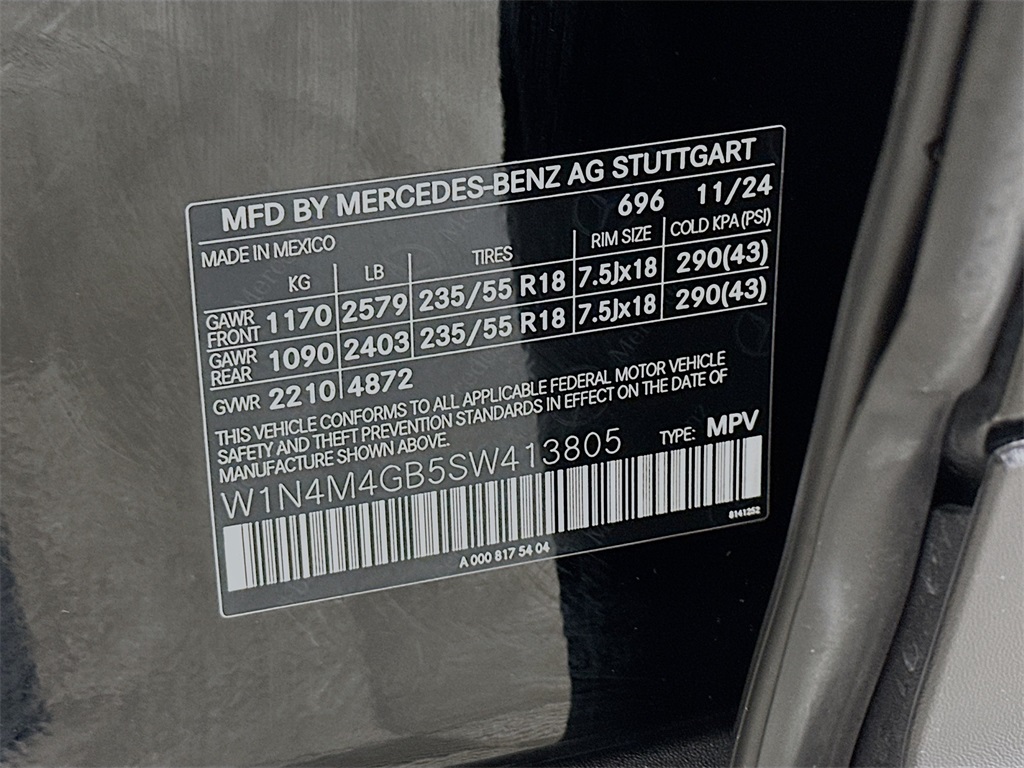 MFD BY MERCEDES-BENZ AG STUTTGART
MADE IN MEXICO 696 11/24
KG LB TIRES RIM SIZE COLD KPA (PSI)
GAWR FRONT 1170 2579 235/55 R18 7.5Jx18 290(43)
GAWR REAR 1090 2403 235/55 R18 7.5Jx18 290(43)
GVWR 2210 4872
THIS VEHICLE CONFORMS TO ALL APPLICABLE FEDERAL MOTOR VEHICLE
SAFETY AND THEFT PREVENTION STANDARDS IN EFFECT ON THE DATE OF
MANUFACTURE SHOWN ABOVE.
W1N4M4GB5SW413805 TYPE: MPV
A 000 817 54 04 8141252